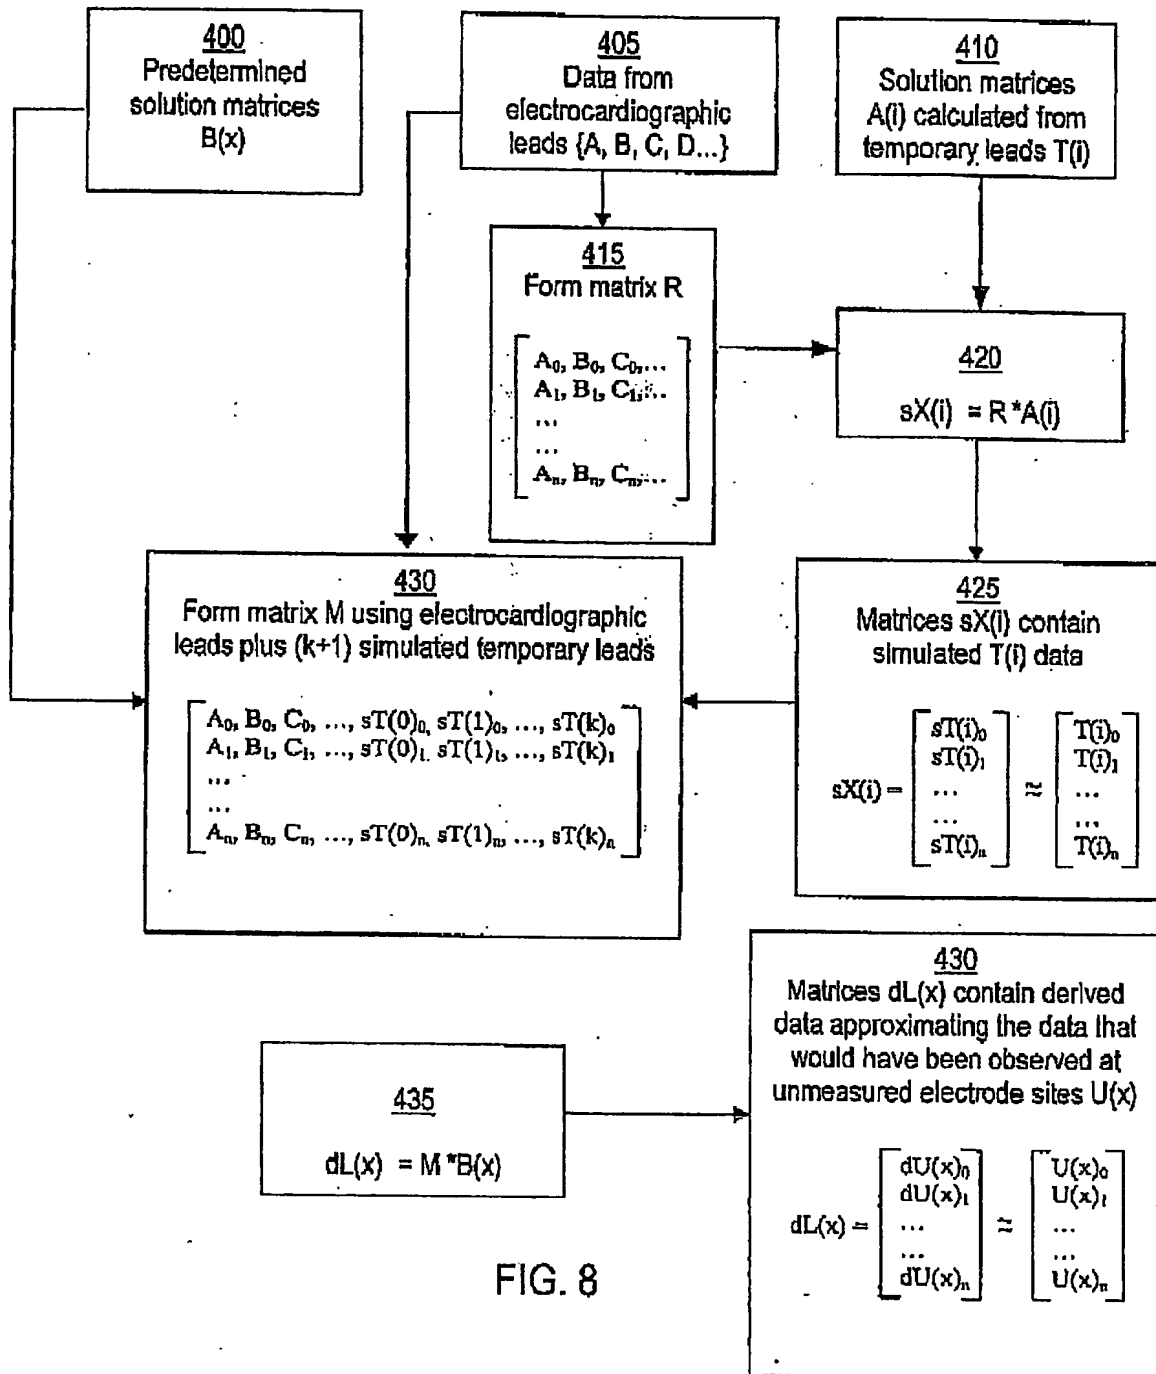 400
Predetermined
solution matrices
B(x)
405
Data from
electrocardiographic
leads {A, B, C, D...}
410
Solution matrices
A(i) calculated from
temporary leads T(i)
415
Form matrix R
A₀, B₀, C₀,...
A₁, B₁, C₁,...
...
...
Aₙ, Bₙ, Cₙ,...
420
sX(i) = R*A(i)
430
Form matrix M using electrocardiographic
leads plus (k+1) simulated temporary leads
A₀, B₀, C₀, ..., sT(0)₀, sT(1)₀, ..., sT(k)₀
A₁, B₁, C₁, ..., sT(0)₁, sT(1)₁, ..., sT(k)₁
...
...
Aₙ, Bₙ, Cₙ, ..., sT(0)ₙ, sT(1)ₙ, ..., sT(k)ₙ
425
Matrices sX(i) contain
simulated T(i) data
sT(i)₀ T(i)₀
sT(i)₁ T(i)₁
sX(i) = ... ≈ ...
... ...
sT(i)ₙ T(i)ₙ
435
dL(x) = M*B(x)
430
Matrices dL(x) contain derived
data approximating the data that
would have been observed at
unmeasured electrode sites U(x)
dU(x)₀ U(x)₀
dU(x)₁ U(x)₁
dL(x) = ... ≈ ...
... ...
dU(x)ₙ U(x)ₙ
FIG. 8